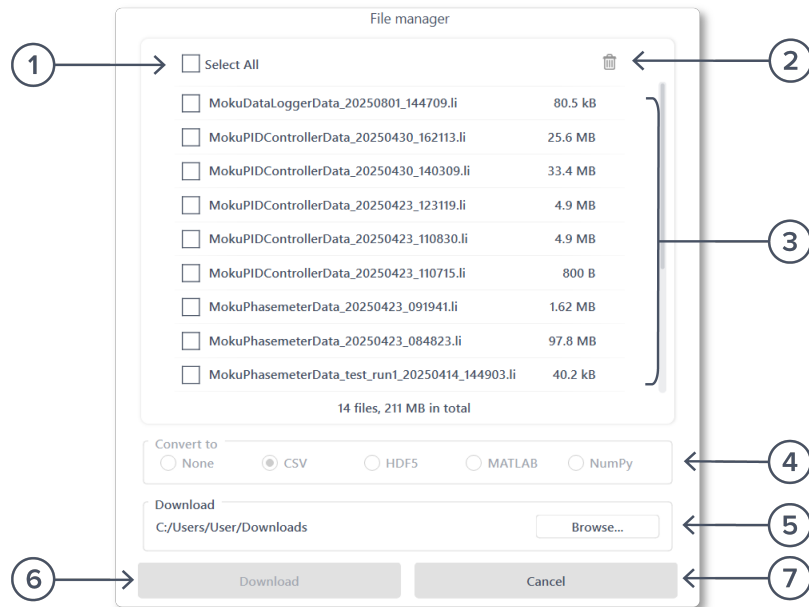 File manager
1
Select All
2
MokuDataLoggerData_20250801_144709.li 80.5 kB
MokuPIDControllerData_20250430_162113.li 25.6 MB
MokuPIDControllerData_20250430_140309.li 33.4 MB
MokuPIDControllerData_20250423_123119.li 4.9 MB
MokuPIDControllerData_20250423_110830.li 4.9 MB
3
MokuPIDControllerData_20250423_110715.li 800 B
MokuPhasemeterData_20250423_091941.li 1.62 MB
MokuPhasemeterData_20250423_084823.li 97.8 MB
MokuPhasemeterData_test_run1_20250414_144903.li 40.2 kB
14 files, 211 MB in total
Convert to
None CSV HDF5 MATLAB NumPy
4
Download
C:/Users/User/Downloads Browse...
5
6
Download Cancel
7